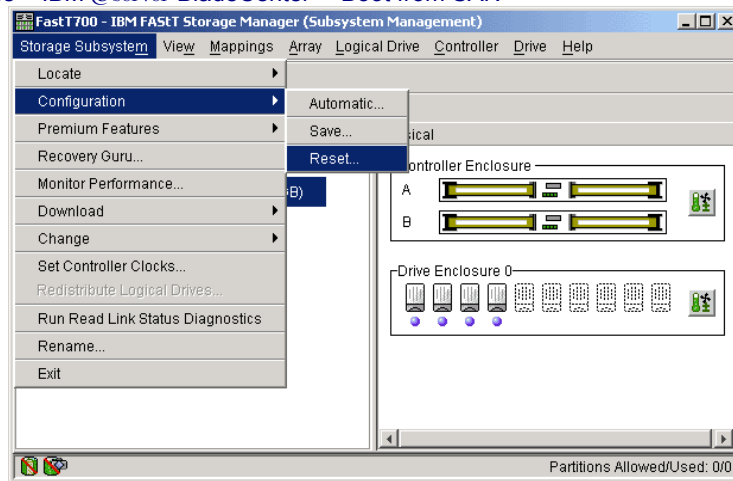 IBM @server BladeCenter - Boot from SAN
FastT700 - IBM FAStT Storage Manager (Subsystem Management)
Storage Subsystem View Mappings Array Logical Drive Controller Drive Help
Locate
Configuration
Premium Features
Recovery Guru...
Monitor Performance...
Download
Change
Set Controller Clocks...
Redistribute Logical Drives...
Run Read Link Status Diagnostics
Rename...
Exit
Automatic...
Save...
Reset...
Controller Enclosure
A
B
Drive Enclosure 0
Partitions Allowed/Used: 0/0